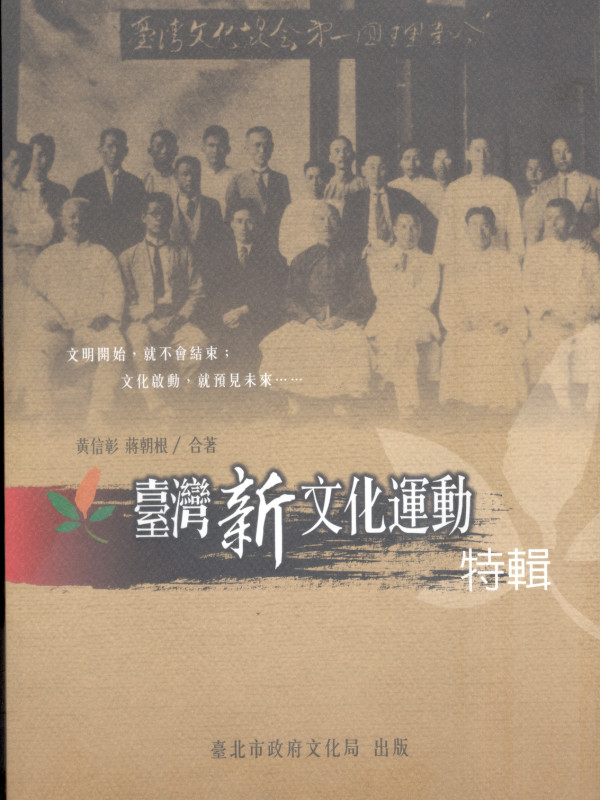 臺灣文化協会第一回理事会
文明開始，就不會結束；
文化啟動、就預見未來⋯⋯
黃信彰 蔣朝根／合著
臺灣新文化運動
特輯
臺北市政府文化局 出版